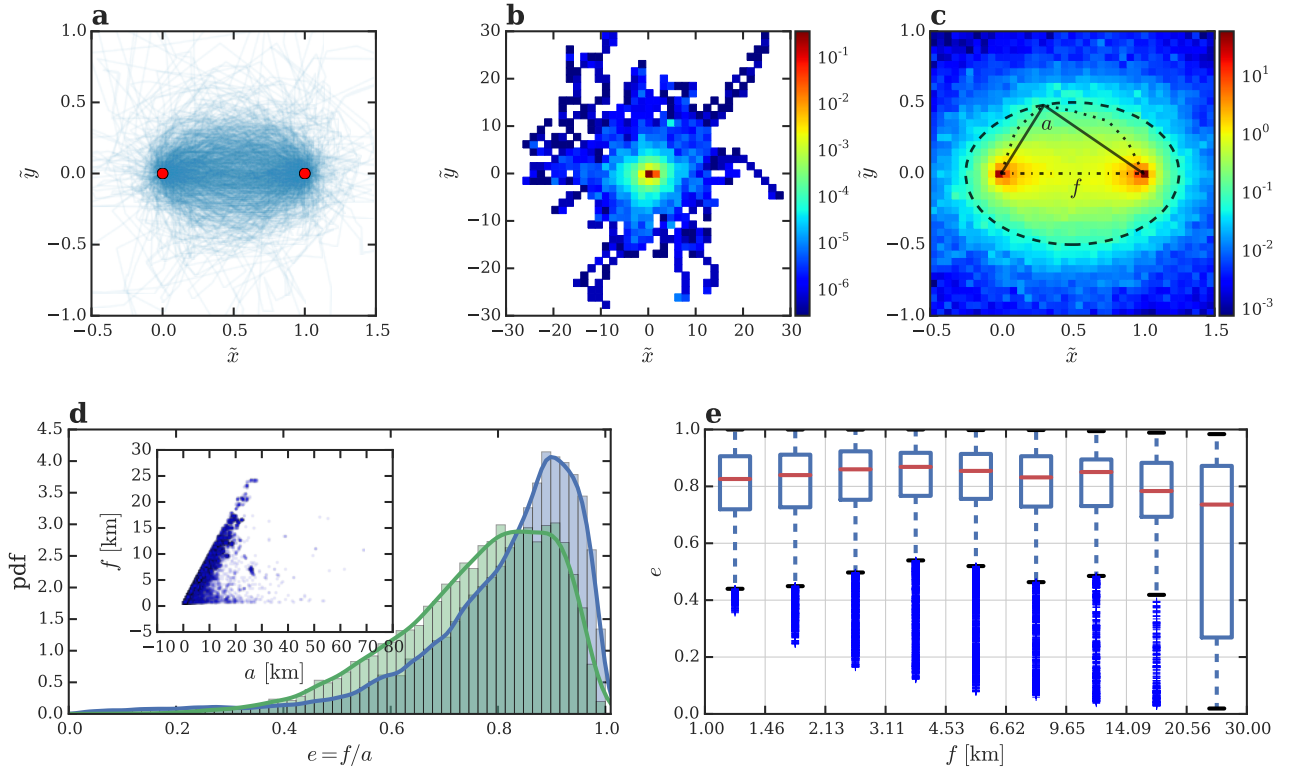 a
1.0
0.5
0.0
−0.5
−1.0
ỹ
−0.5 0.0 0.5 1.0 1.5
x̃
b
30
20
10
0
−10
−20
−30
ỹ
−30 −20 −10 0 10 20 30
x̃
10⁻¹
10⁻²
10⁻³
10⁻⁴
10⁻⁵
10⁻⁶
c
1.0
0.5
0.0
−0.5
−1.0
ỹ
a
f
−0.5 0.0 0.5 1.0 1.5
x̃
10¹
10⁰
10⁻¹
10⁻²
10⁻³
d
4.5
4.0
3.5
3.0
2.5
2.0
1.5
1.0
0.5
0.0
pdf
0.0 0.2 0.4 0.6 0.8 1.0
e = f/a
30
25
20
15
10
5
0
−5
f [km]
−10 0 10 20 30 40 50 60 70 80
a [km]
e
1.0
0.8
0.6
0.4
0.2
0.0
e
1.00 1.46 2.13 3.11 4.53 6.62 9.65 14.09 20.56 30.00
f [km]